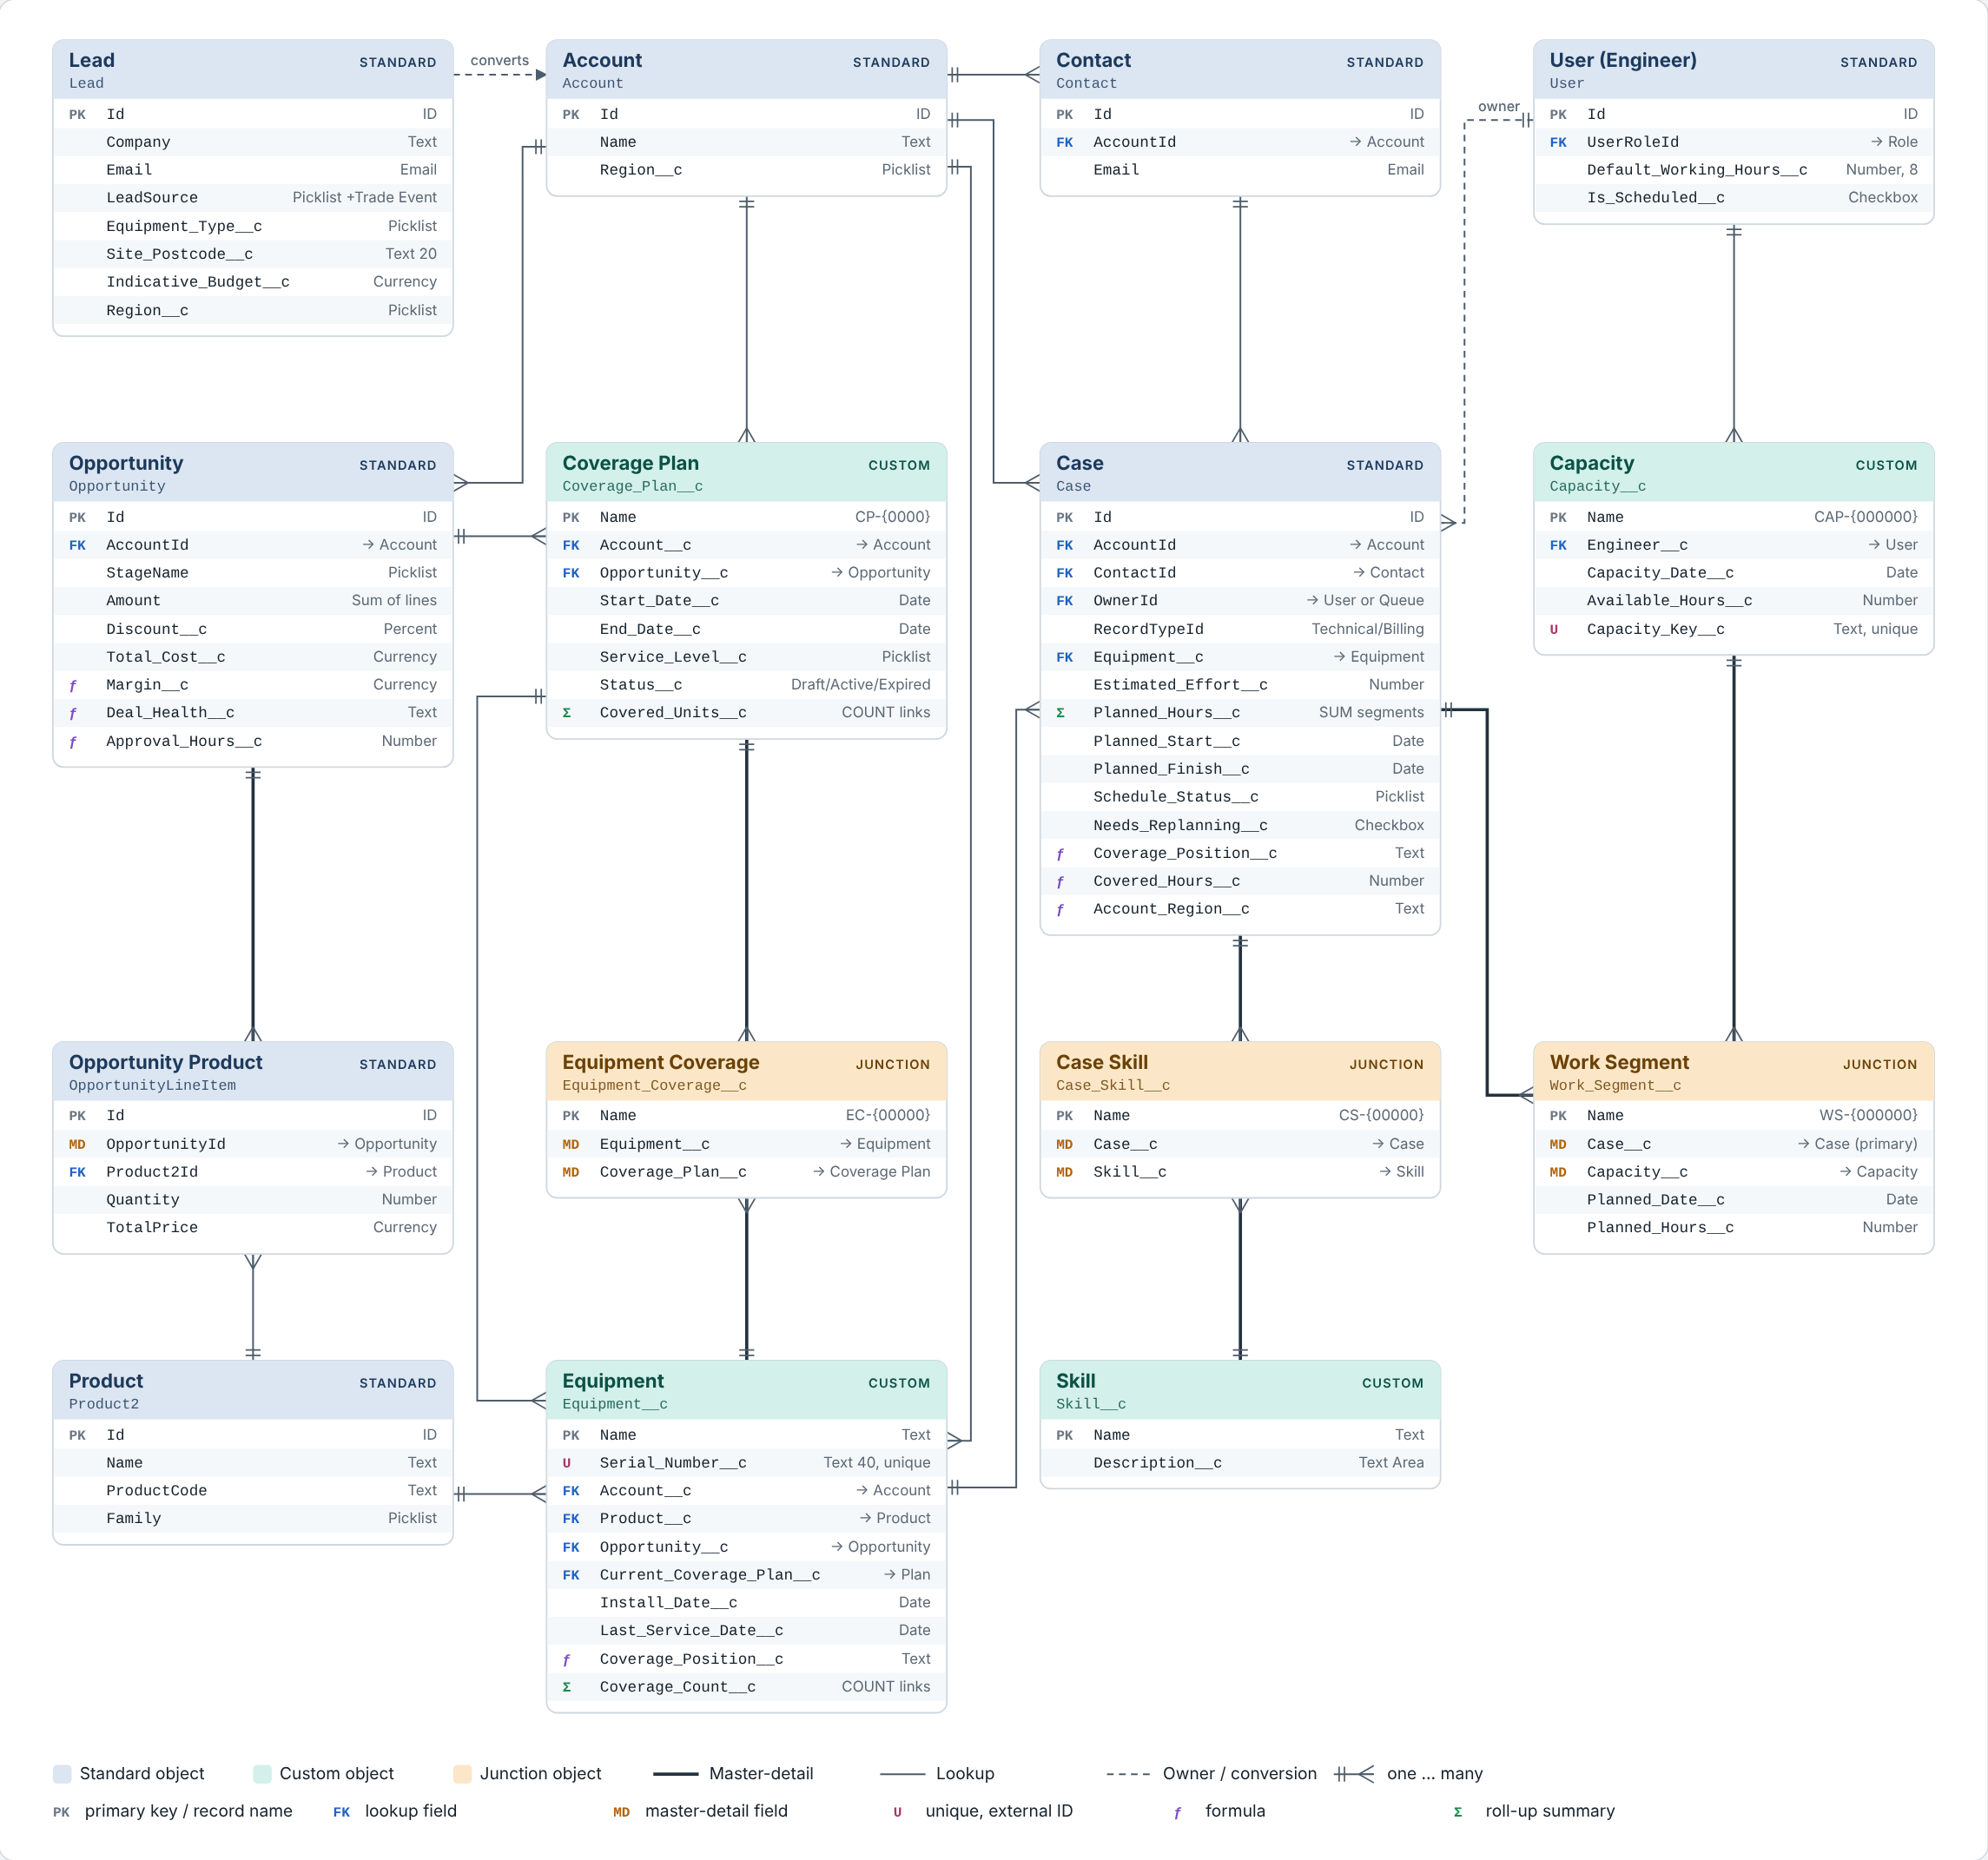 Lead STANDARD
Lead
PK Id ID
Company Text
Email Email
LeadSource Picklist +Trade Event
Equipment_Type__c Picklist
Site_Postcode__c Text 20
Indicative_Budget__c Currency
Region__c Picklist
converts
Account STANDARD
Account
PK Id ID
Name Text
Region__c Picklist
Contact STANDARD
Contact
PK Id ID
FK AccountId → Account
Email Email
owner
User (Engineer) STANDARD
User
PK Id ID
FK UserRoleId → Role
Default_Working_Hours__c Number, 8
Is_Scheduled__c Checkbox
Opportunity STANDARD
Opportunity
PK Id ID
FK AccountId → Account
StageName Picklist
Amount Sum of lines
Discount__c Percent
Total_Cost__c Currency
ƒ Margin__c Currency
ƒ Deal_Health__c Text
ƒ Approval_Hours__c Number
Coverage Plan CUSTOM
Coverage_Plan__c
PK Name CP-{0000}
FK Account__c → Account
FK Opportunity__c → Opportunity
Start_Date__c Date
End_Date__c Date
Service_Level__c Picklist
Status__c Draft/Active/Expired
Σ Covered_Units__c COUNT links
Case STANDARD
Case
PK Id ID
FK AccountId → Account
FK ContactId → Contact
FK OwnerId → User or Queue
RecordTypeId Technical/Billing
FK Equipment__c → Equipment
Estimated_Effort__c Number
Σ Planned_Hours__c SUM segments
Planned_Start__c Date
Planned_Finish__c Date
Schedule_Status__c Picklist
Needs_Replanning__c Checkbox
ƒ Coverage_Position__c Text
ƒ Covered_Hours__c Number
ƒ Account_Region__c Text
Capacity CUSTOM
Capacity__c
PK Name CAP-{000000}
FK Engineer__c → User
Capacity_Date__c Date
Available_Hours__c Number
U Capacity_Key__c Text, unique
Opportunity Product STANDARD
OpportunityLineItem
PK Id ID
MD OpportunityId → Opportunity
FK Product2Id → Product
Quantity Number
TotalPrice Currency
Equipment Coverage JUNCTION
Equipment_Coverage__c
PK Name EC-{00000}
MD Equipment__c → Equipment
MD Coverage_Plan__c → Coverage Plan
Case Skill JUNCTION
Case_Skill__c
PK Name CS-{00000}
MD Case__c → Case
MD Skill__c → Skill
Work Segment JUNCTION
Work_Segment__c
PK Name WS-{000000}
MD Case__c → Case (primary)
MD Capacity__c → Capacity
Planned_Date__c Date
Planned_Hours__c Number
Product STANDARD
Product2
PK Id ID
Name Text
ProductCode Text
Family Picklist
Equipment CUSTOM
Equipment__c
PK Name Text
U Serial_Number__c Text 40, unique
FK Account__c → Account
FK Product__c → Product
FK Opportunity__c → Opportunity
FK Current_Coverage_Plan__c → Plan
Install_Date__c Date
Last_Service_Date__c Date
ƒ Coverage_Position__c Text
Σ Coverage_Count__c COUNT links
Skill CUSTOM
Skill__c
PK Name Text
Description__c Text Area
Standard object Custom object Junction object Master-detail Lookup Owner / conversion one ... many
PK primary key / record name FK lookup field MD master-detail field U unique, external ID ƒ formula Σ roll-up summary